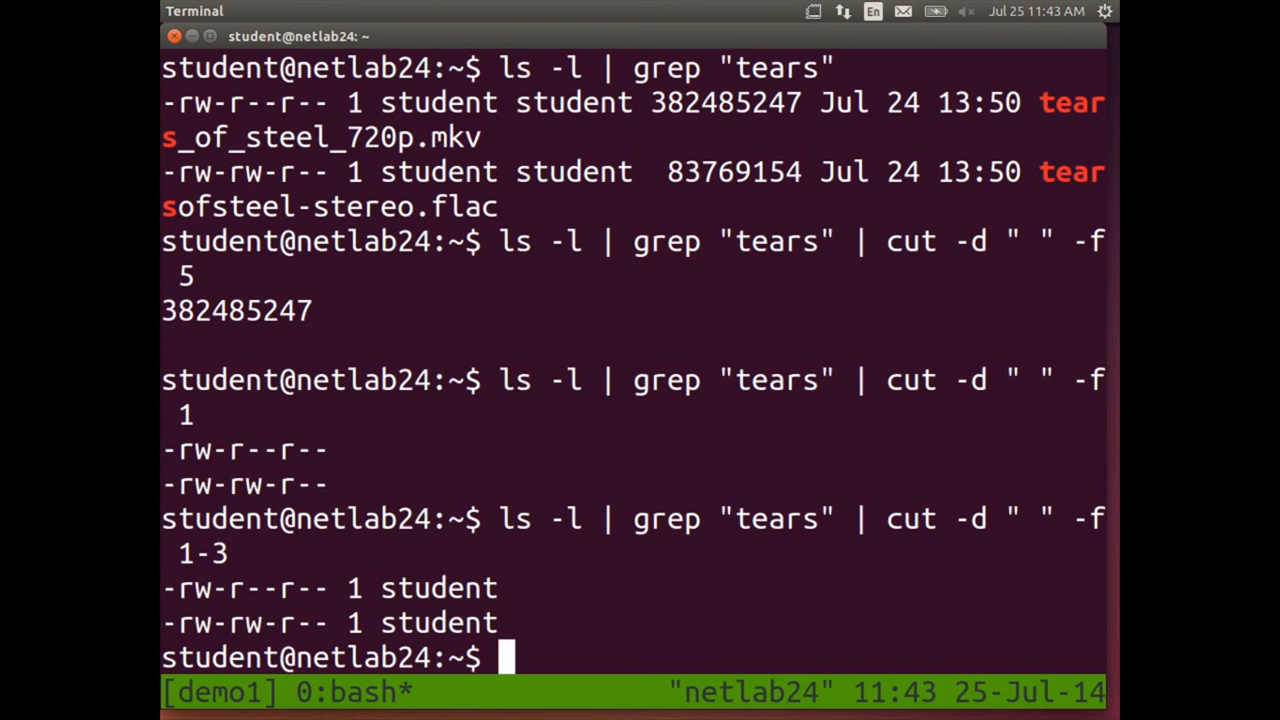 Terminal En Jul 25 11:43 AM
student@netlab24: ~
student@netlab24:~$ ls -l | grep "tears"
-rw-r--r-- 1 student student 382485247 Jul 24 13:50 tear
s_of_steel_720p.mkv
-rw-rw-r-- 1 student student  83769154 Jul 24 13:50 tear
sofsteel-stereo.flac
student@netlab24:~$ ls -l | grep "tears" | cut -d " " -f
 5
382485247
student@netlab24:~$ ls -l | grep "tears" | cut -d " " -f
 1
-rw-r--r--
-rw-rw-r--
student@netlab24:~$ ls -l | grep "tears" | cut -d " " -f
 1-3
-rw-r--r-- 1 student
-rw-rw-r-- 1 student
student@netlab24:~$
[demo1] 0:bash* "netlab24" 11:43 25-Jul-14